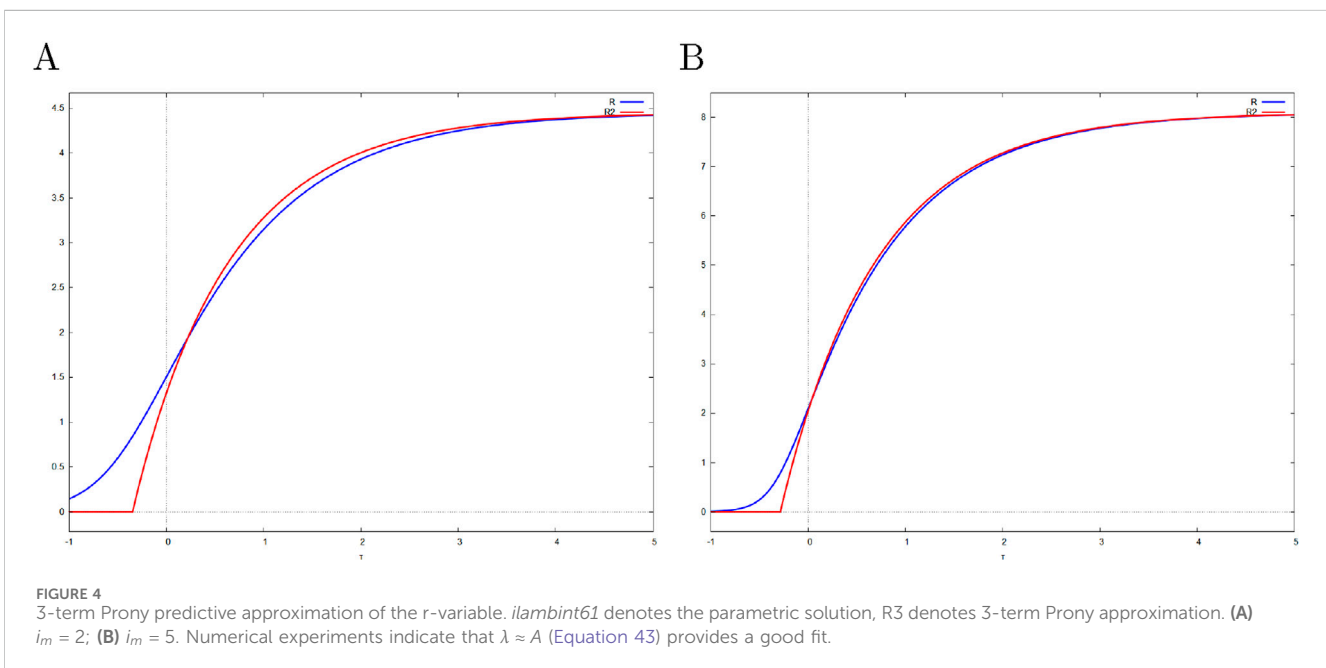 A
B
R
R2
4.5
4
3.5
3
2.5
2
1.5
1
0.5
0
-1 0 1 2 3 4 5
τ
R
R2
8
7
6
5
4
3
2
1
0
-1 0 1 2 3 4 5
τ
FIGURE 4
3-term Prony predictive approximation of the r-variable. ilambint61 denotes the parametric solution, R3 denotes 3-term Prony approximation. (A)
i_m = 2; (B) i_m = 5. Numerical experiments indicate that λ ≈ A (Equation 43) provides a good fit.